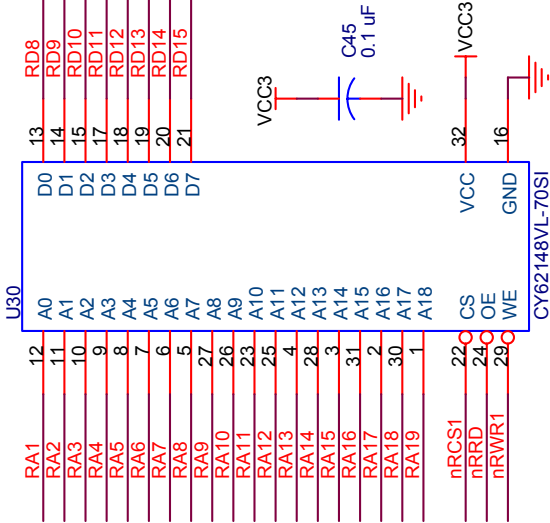 U30
RA1 12 A0 D0 13 RD8
RA2 11 A1 D1 14 RD9
RA3 10 A2 D2 15 RD10
RA4 9 A3 D3 17 RD11
RA5 8 A4 D4 18 RD12
RA6 7 A5 D5 19 RD13
RA7 6 A6 D6 20 RD14
RA8 5 A7 D7 21 RD15
RA9 27 A8
RA10 26 A9
RA11 23 A10 VCC3
RA12 25 A11
RA13 4 A12
RA14 28 A13
RA15 3 A14 C45
RA16 31 A15 0.1 uF
RA17 2 A16
RA18 30 A17
RA19 1 A18
nRCS1 22 CS VCC 32 VCC3
nRRD 24 OE
nRWR1 29 WE GND 16
CY62148VL-70SI